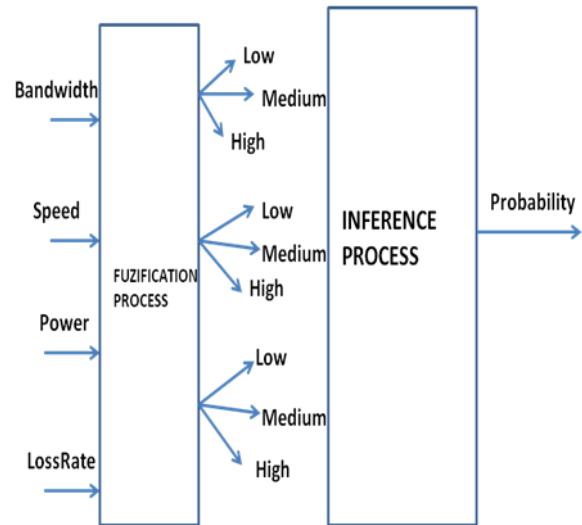 Bandwidth
Speed
Power
LossRate
FUZIFICATION
PROCESS
Low
Medium
High
Low
Medium
High
Low
Medium
High
INFERENCE
PROCESS
Probability